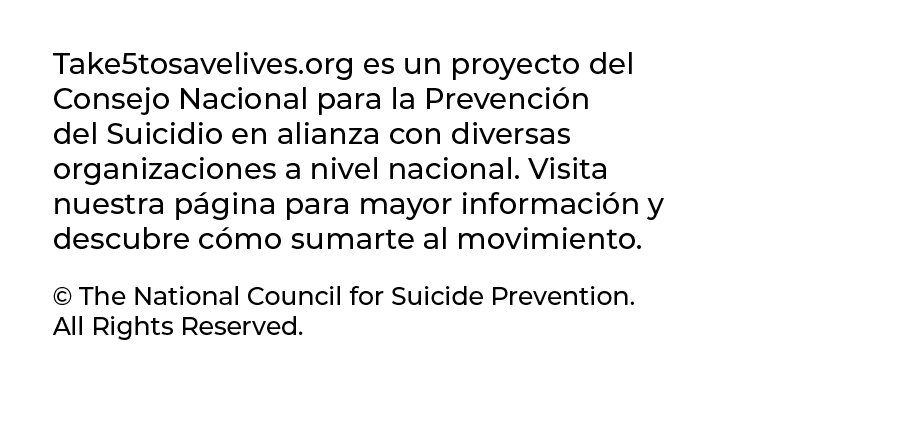 Take5tosavelives.org es un proyecto del
Consejo Nacional para la Prevención
del Suicidio en alianza con diversas
organizaciones a nivel nacional. Visita
nuestra página para mayor información y
descubre cómo sumarte al movimiento.
© The National Council for Suicide Prevention.
All Rights Reserved.